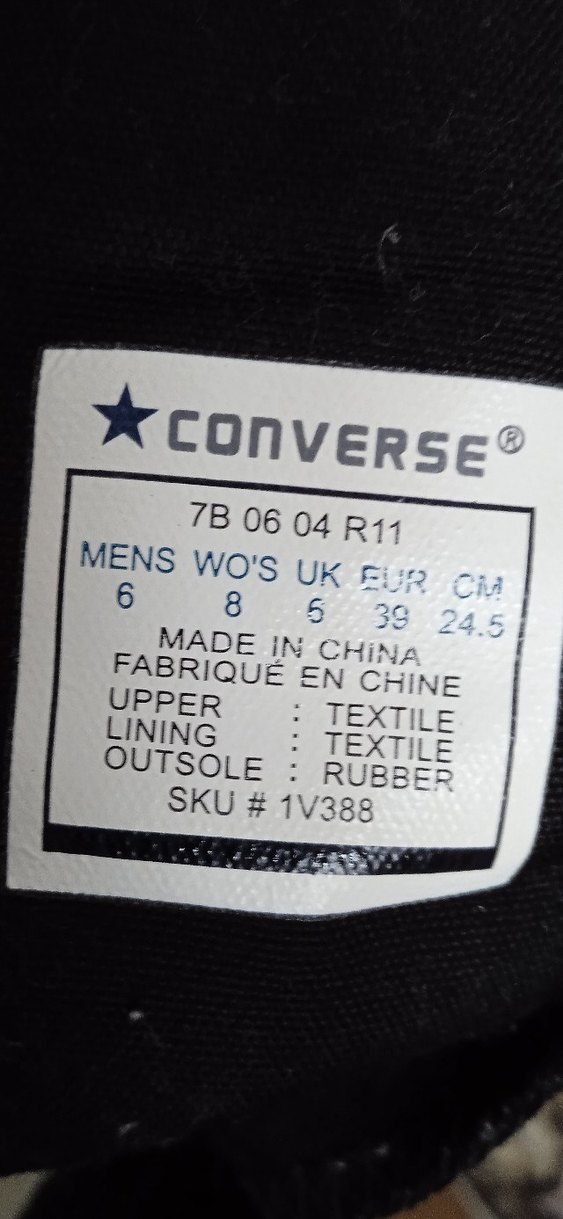 CONVERSE®
7B 06 04 R11
MENS WO'S UK EUR CM
6 8 6 39 24.5
MADE IN CHINA
FABRIQUÉ EN CHINE
UPPER : TEXTILE
LINING : TEXTILE
OUTSOLE : RUBBER
SKU # 1V388